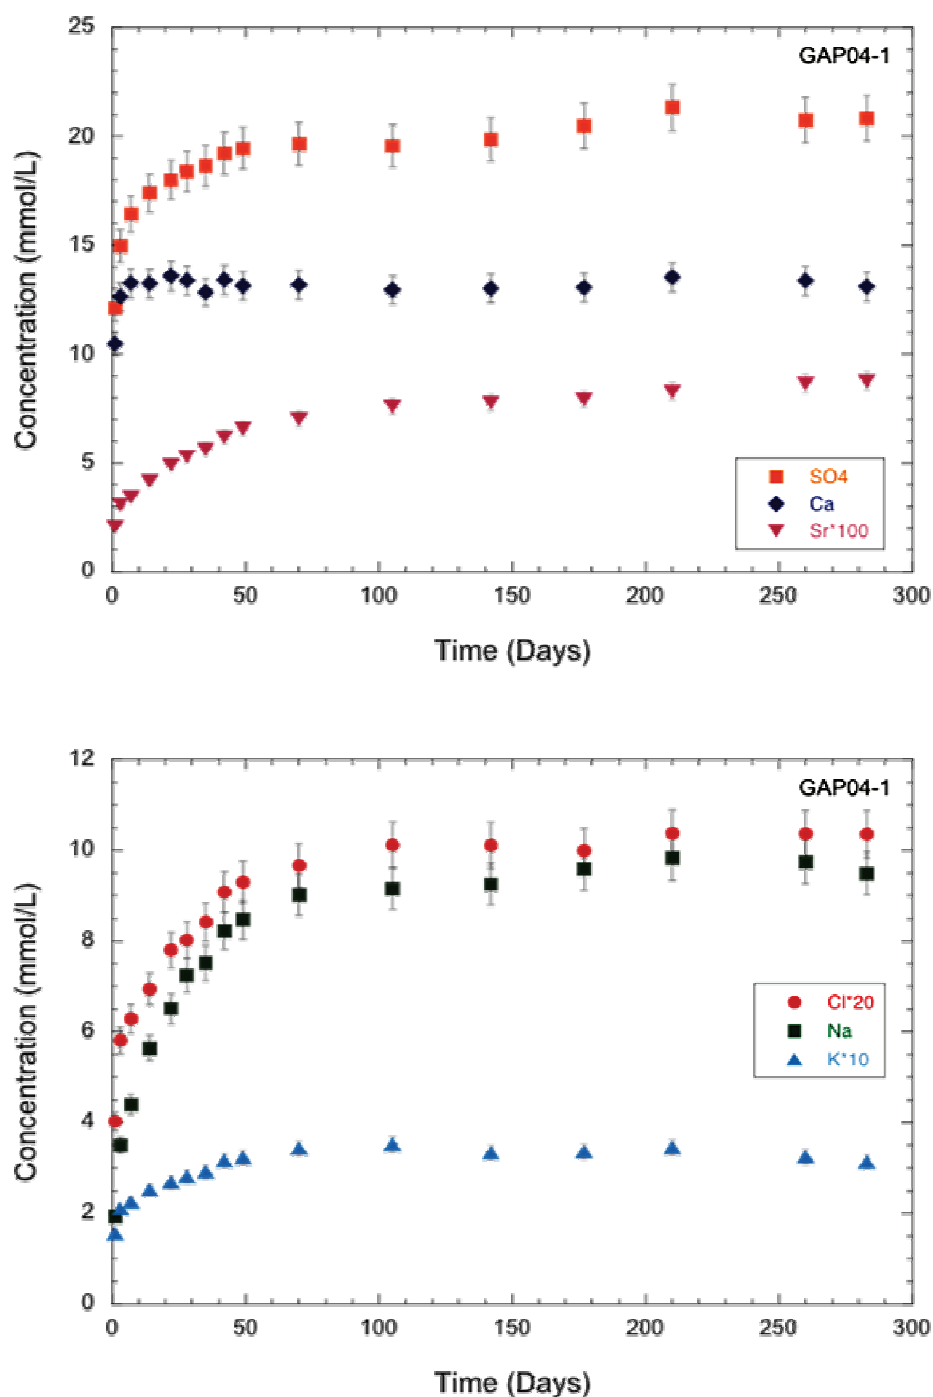 25
GAP04-1
20
15
10
5
0
Concentration (mmol/L)
SO4
Ca
Sr*100
0 50 100 150 200 250 300
Time (Days)
12
GAP04-1
10
8
6
4
2
0
Concentration (mmol/L)
Cl*20
Na
K*10
0 50 100 150 200 250 300
Time (Days)